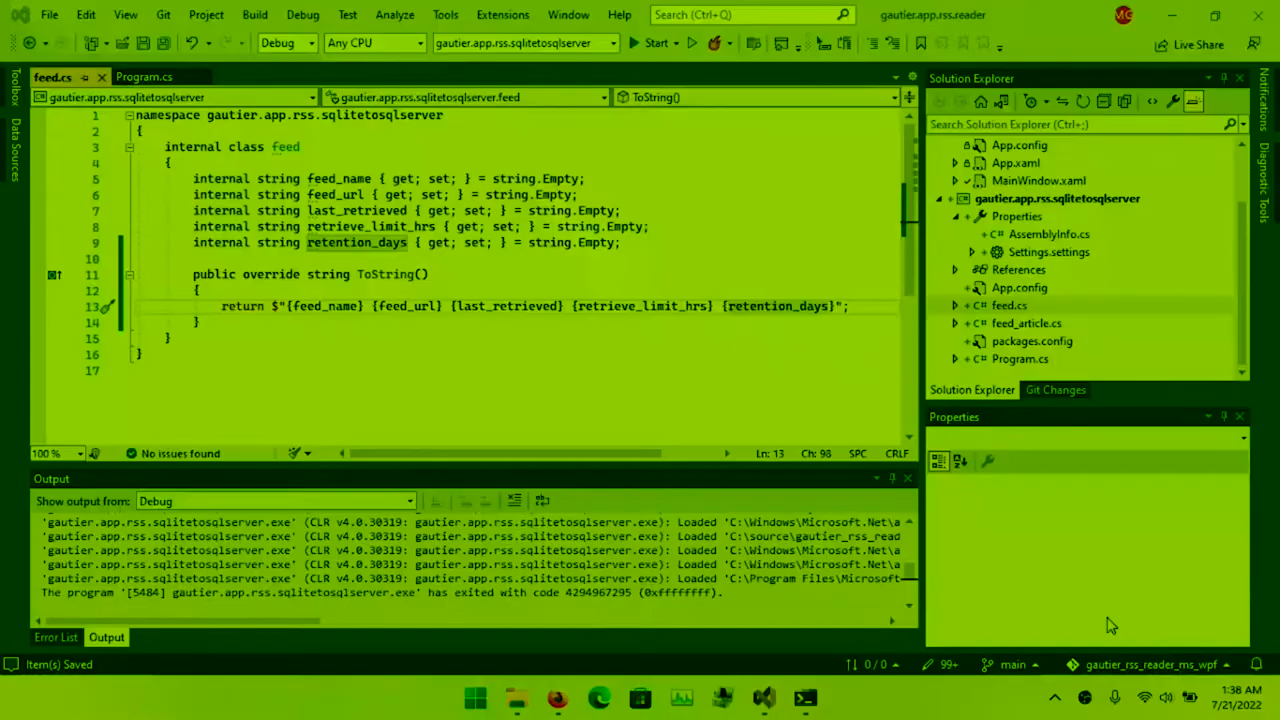 File Edit View Git Project Build Debug Test Analyze Tools Extensions Window Help Search (Ctrl+Q) gautier.app.rss.reader MG
Debug Any CPU gautier.app.rss.sqlitetosqlserver Start Live Share
Toolbox
Data Sources
feed.cs Program.cs
gautier.app.rss.sqlitetosqlserver gautier.app.rss.sqlitetosqlserver.feed ToString()
1 namespace gautier.app.rss.sqlitetosqlserver
2 {
3 internal class feed
4 {
5 internal string feed_name { get; set; } = string.Empty;
6 internal string feed_url { get; set; } = string.Empty;
7 internal string last_retrieved { get; set; } = string.Empty;
8 internal string retrieve_limit_hrs { get; set; } = string.Empty;
9 internal string retention_days { get; set; } = string.Empty;
10
11 public override string ToString()
12 {
13 return $"{feed_name} {feed_url} {last_retrieved} {retrieve_limit_hrs} {retention_days}";
14 }
15 }
16 }
17
100 % No issues found Ln: 13 Ch: 98 SPC CRLF
Output
Show output from: Debug
'gautier.app.rss.sqlitetosqlserver.exe' (CLR v4.0.30319: gautier.app.rss.sqlitetosqlserver.exe): Loaded 'C:\Windows\Microsoft.Net\a
'gautier.app.rss.sqlitetosqlserver.exe' (CLR v4.0.30319: gautier.app.rss.sqlitetosqlserver.exe): Loaded 'C:\source\gautier_rss_read
'gautier.app.rss.sqlitetosqlserver.exe' (CLR v4.0.30319: gautier.app.rss.sqlitetosqlserver.exe): Loaded 'C:\Windows\Microsoft.Net\a
'gautier.app.rss.sqlitetosqlserver.exe' (CLR v4.0.30319: gautier.app.rss.sqlitetosqlserver.exe): Loaded 'C:\Windows\Microsoft.Net\a
'gautier.app.rss.sqlitetosqlserver.exe' (CLR v4.0.30319: gautier.app.rss.sqlitetosqlserver.exe): Loaded 'C:\Program Files\Microsoft
The program '[5484] gautier.app.rss.sqlitetosqlserver.exe' has exited with code 4294967295 (0xffffffff).
Error List Output
Solution Explorer
Search Solution Explorer (Ctrl+;)
App.config
App.xaml
MainWindow.xaml
gautier.app.rss.sqlitetosqlserver
Properties
AssemblyInfo.cs
Settings.settings
References
App.config
feed.cs
feed_article.cs
packages.config
Program.cs
Solution Explorer Git Changes
Properties
Notifications
Diagnostic Tools
Item(s) Saved 0 / 0 99+ main gautier_rss_reader_ms_wpf
1:38 AM
7/21/2022